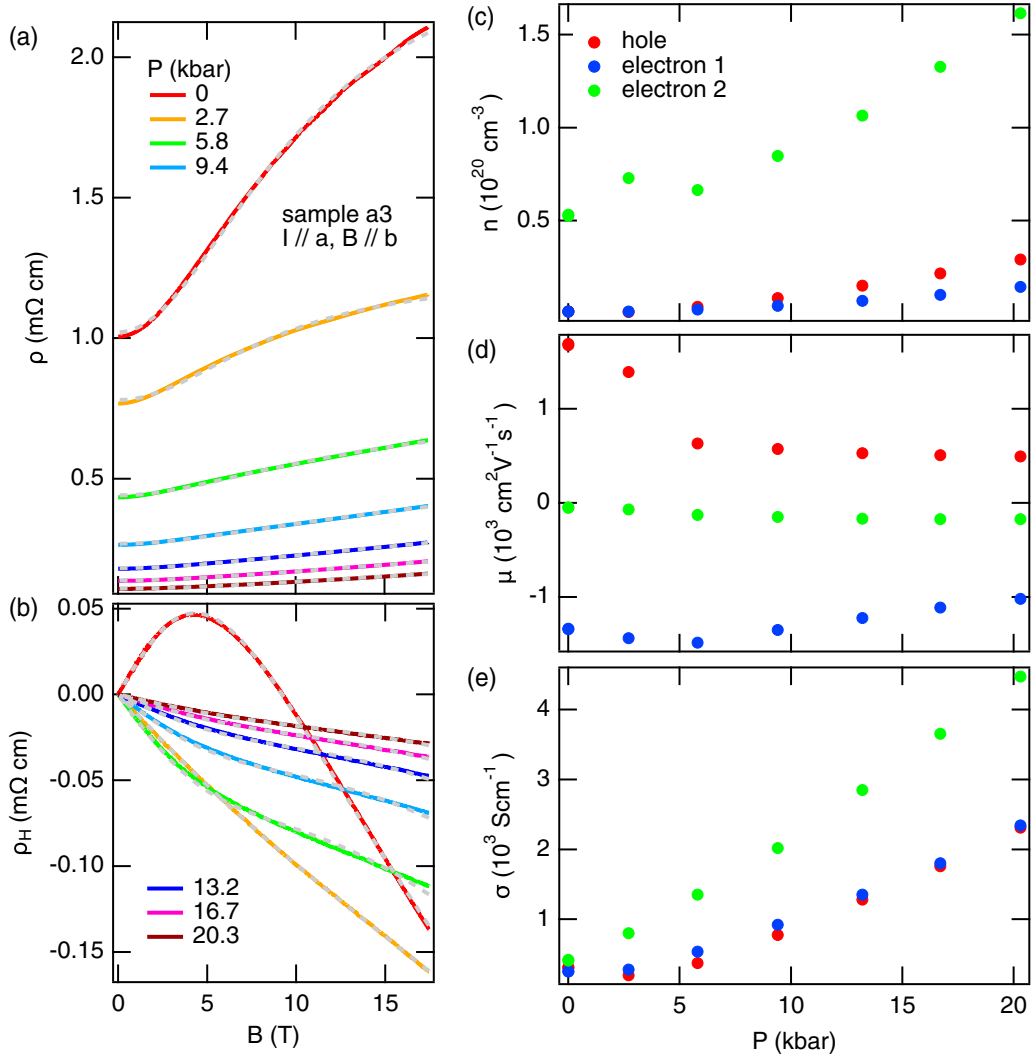 (a)
P (kbar)
0
2.7
5.8
9.4
sample a3
I // a, B // b
2.0
1.5
1.0
0.5
ρ (mΩ cm)
(b)
0.05
0.00
-0.05
-0.10
-0.15
ρH (mΩ cm)
13.2
16.7
20.3
0
5
10
15
B (T)
(c)
hole
electron 1
electron 2
1.5
1.0
0.5
n (10^20 cm^-3)
(d)
1
0
-1
μ (10^3 cm^2V^-1s^-1)
(e)
4
3
2
1
σ (10^3 Scm^-1)
0
5
10
15
20
P (kbar)